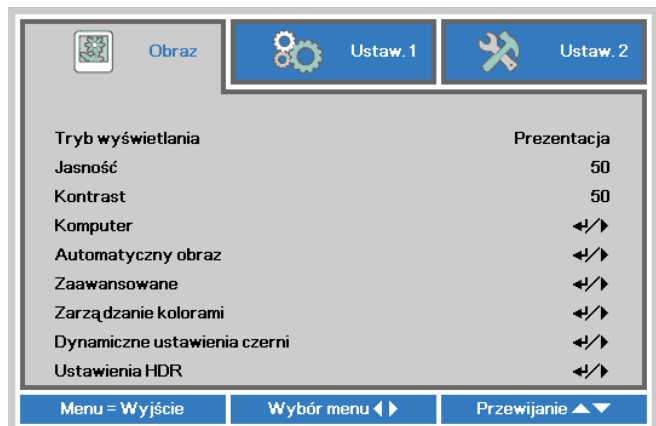 Obraz
Ustaw. 1
Ustaw. 2
Tryb wyświetlania Prezentacja
Jasność 50
Kontrast 50
Komputer ↵/▶
Automatyczny obraz ↵/▶
Zaawansowane ↵/▶
Zarządzanie kolorami ↵/▶
Dynamiczne ustawienia czerni ↵/▶
Ustawienia HDR ↵/▶
Menu = Wyjście
Wybór menu ◀ ▶
Przewijanie ▲▼